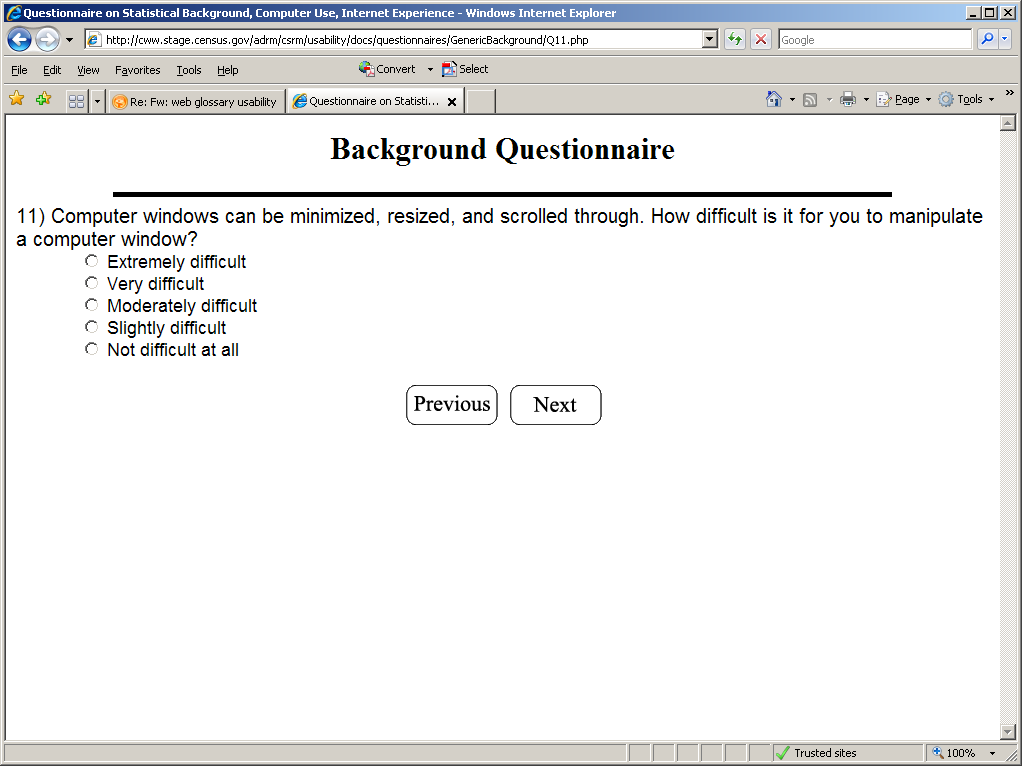 Questionnaire on Statistical Background, Computer Use, Internet Experience - Windows Internet Explorer
http://cww.stage.census.gov/adrm/csrm/usability/docs/questionnaires/GenericBackground/Q11.php
Google
File Edit View Favorites Tools Help Convert Select
Re: Fw: web glossary usability Questionnaire on Statisti... Page Tools »
Background Questionnaire
11) Computer windows can be minimized, resized, and scrolled through. How difficult is it for you to manipulate
a computer window?
Extremely difficult
Very difficult
Moderately difficult
Slightly difficult
Not difficult at all
Previous Next
Trusted sites 100%